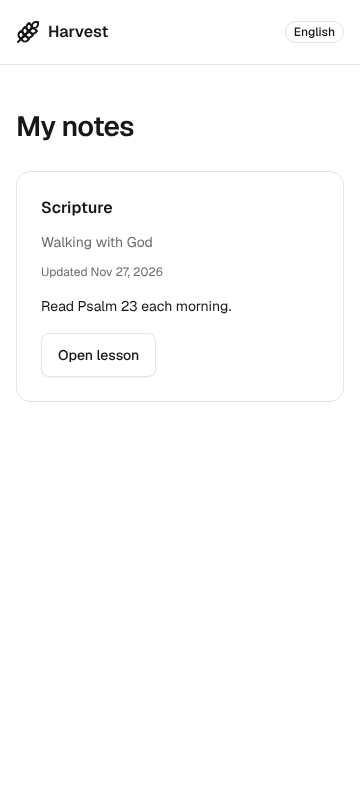 Harvest
English
My notes
Scripture
Walking with God
Updated Nov 27, 2026
Read Psalm 23 each morning.
Open lesson